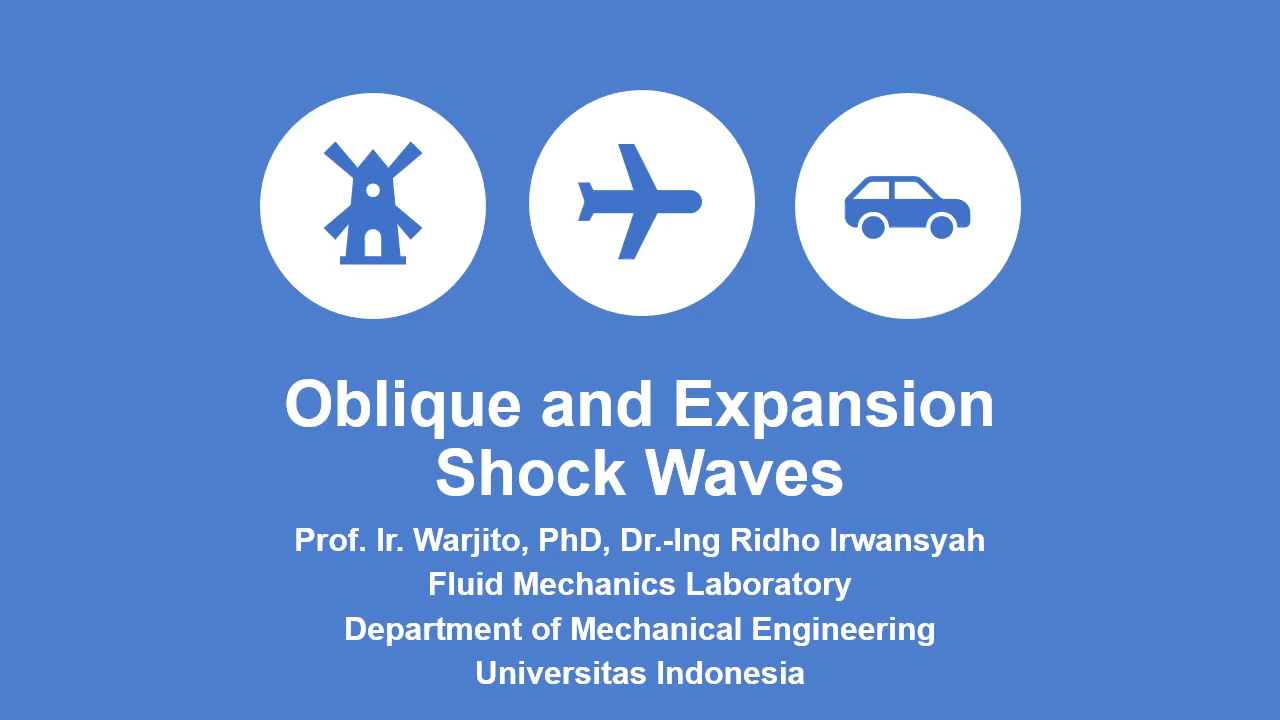 Oblique and Expansion
Shock Waves
Prof. Ir. Warjito, PhD, Dr.-Ing Ridho Irwansyah
Fluid Mechanics Laboratory
Department of Mechanical Engineering
Universitas Indonesia